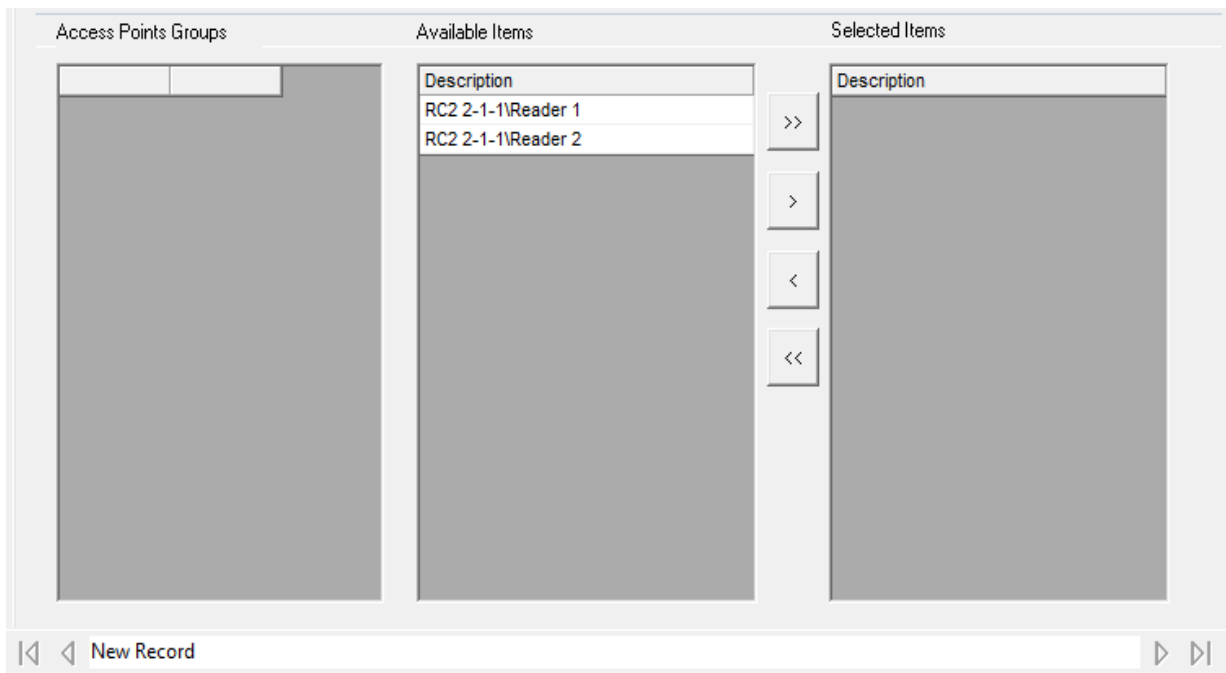 Access Points Groups
Available Items
Selected Items
Description
RC2 2-1-1\Reader 1
RC2 2-1-1\Reader 2
>>
>
<
<<
Description
New Record